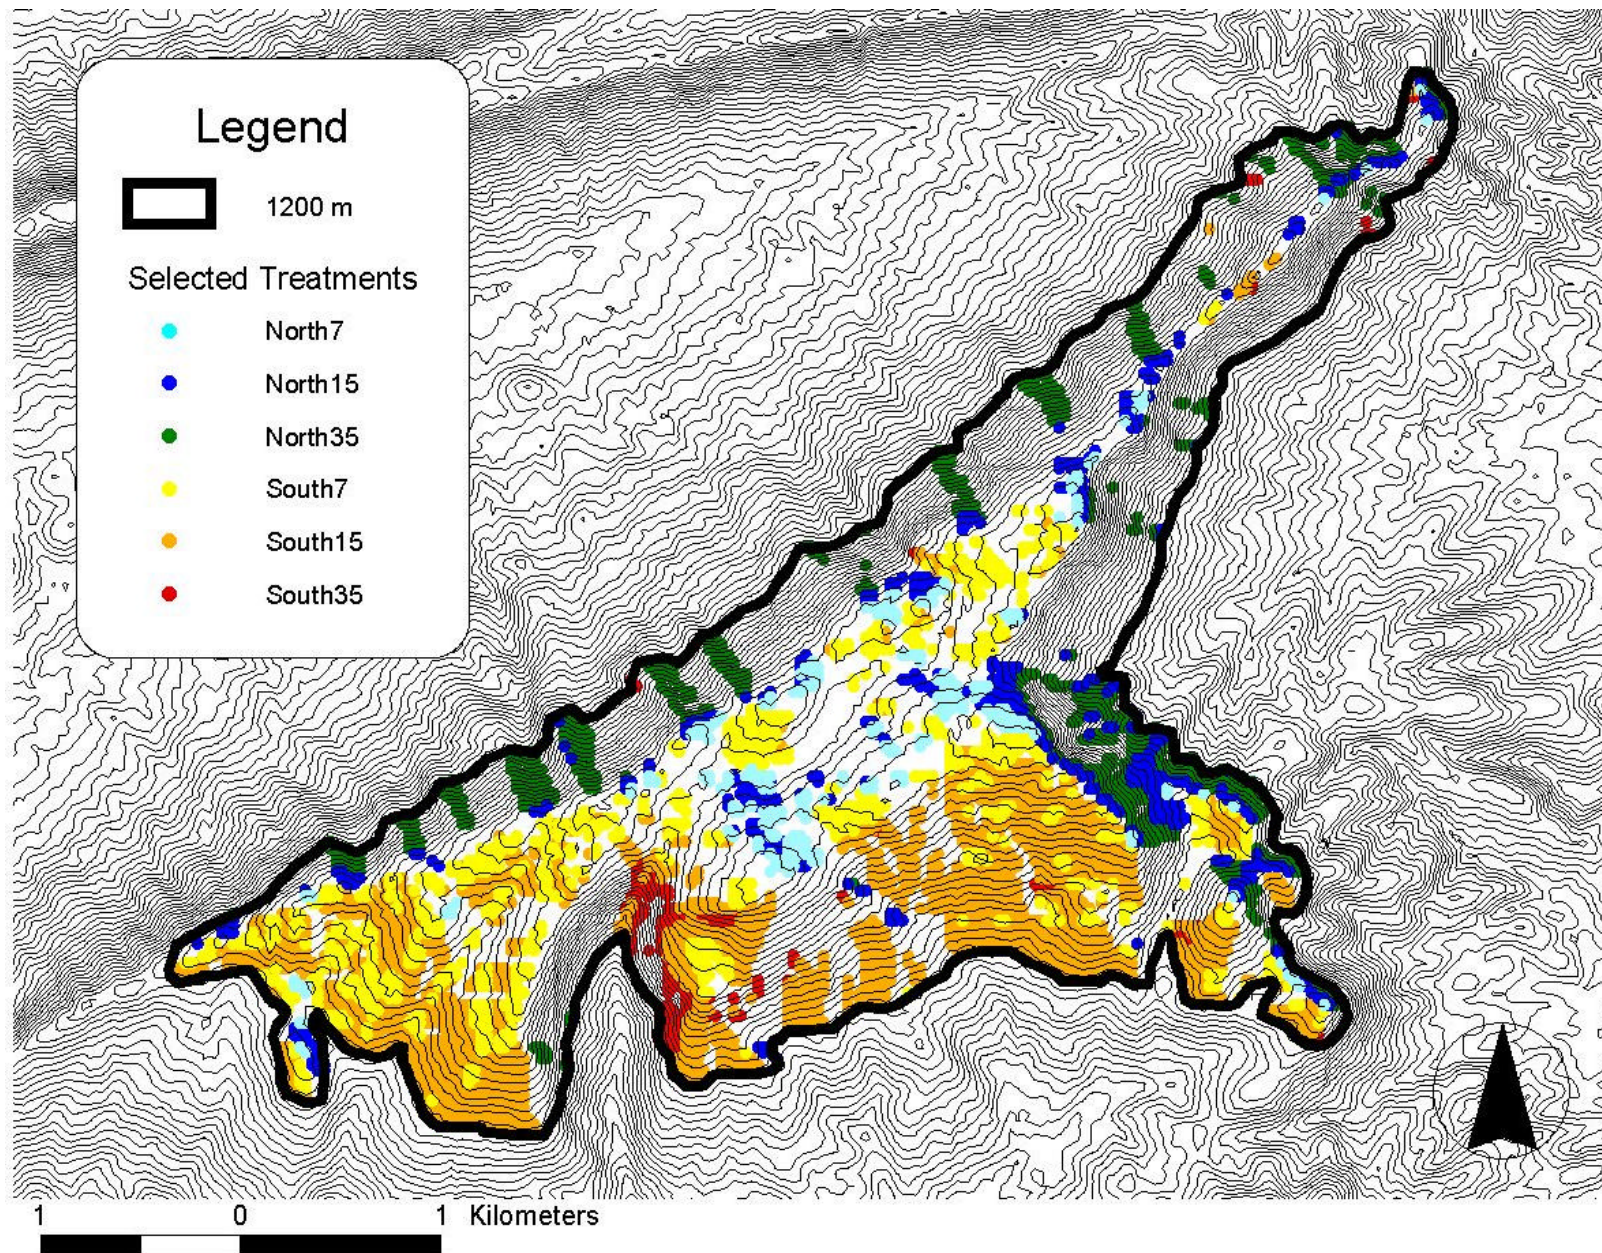 Legend
1200 m
Selected Treatments
North7
North15
North35
South7
South15
South35
1 0 1 Kilometers